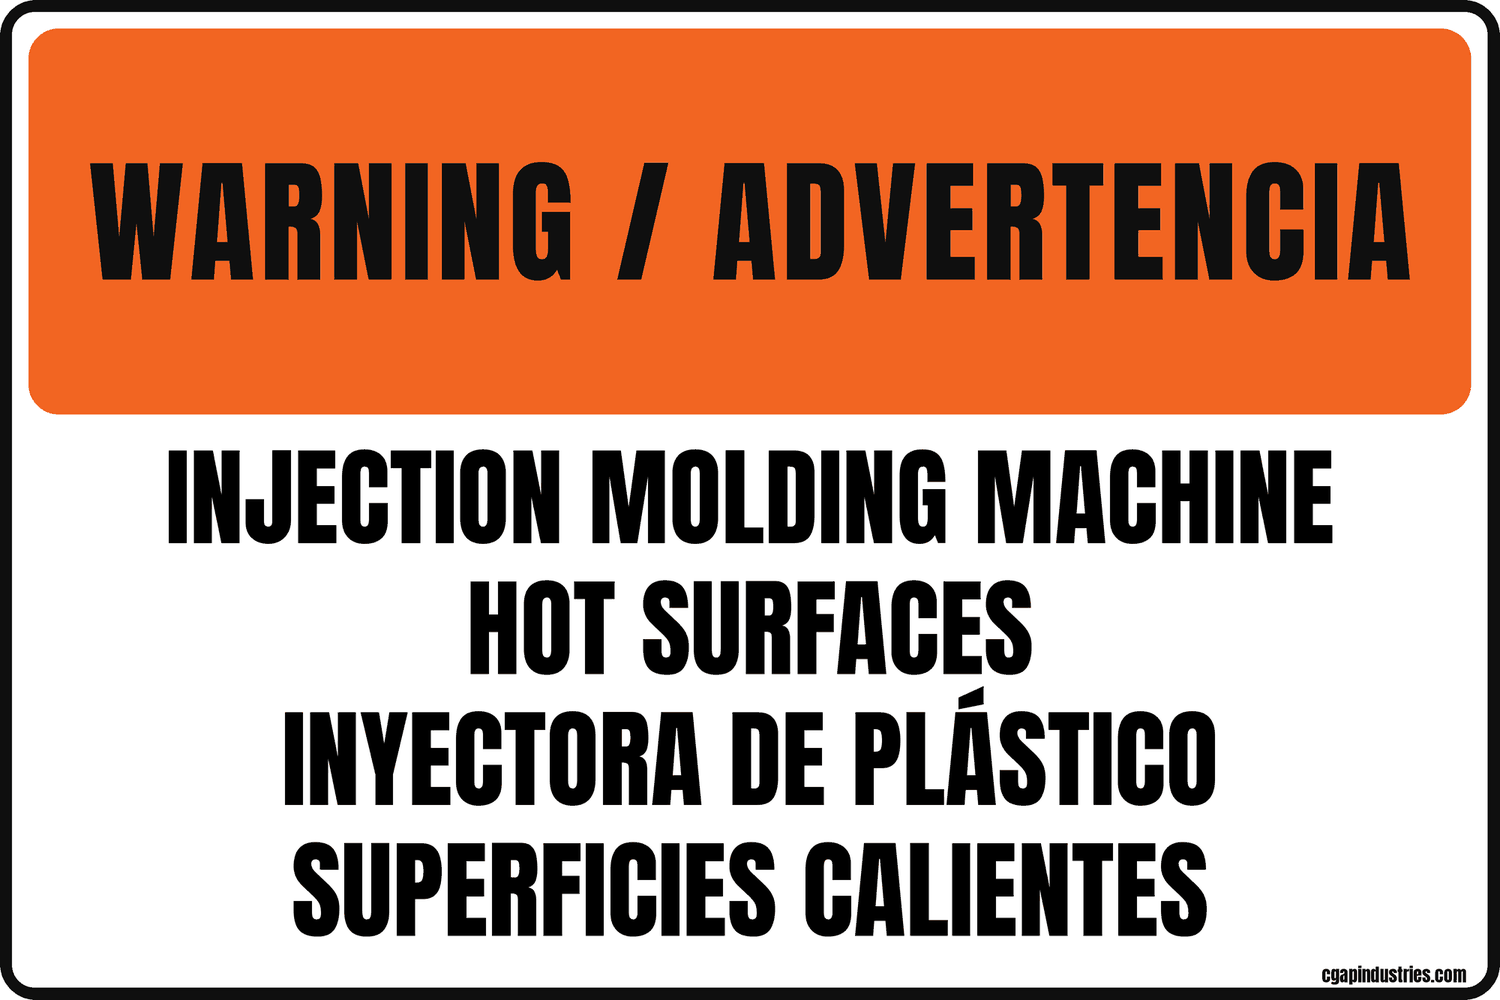 WARNING / ADVERTENCIA
INJECTION MOLDING MACHINE
HOT SURFACES
INYECTORA DE PLÁSTICO
SUPERFICIES CALIENTES
cgapindustries.com